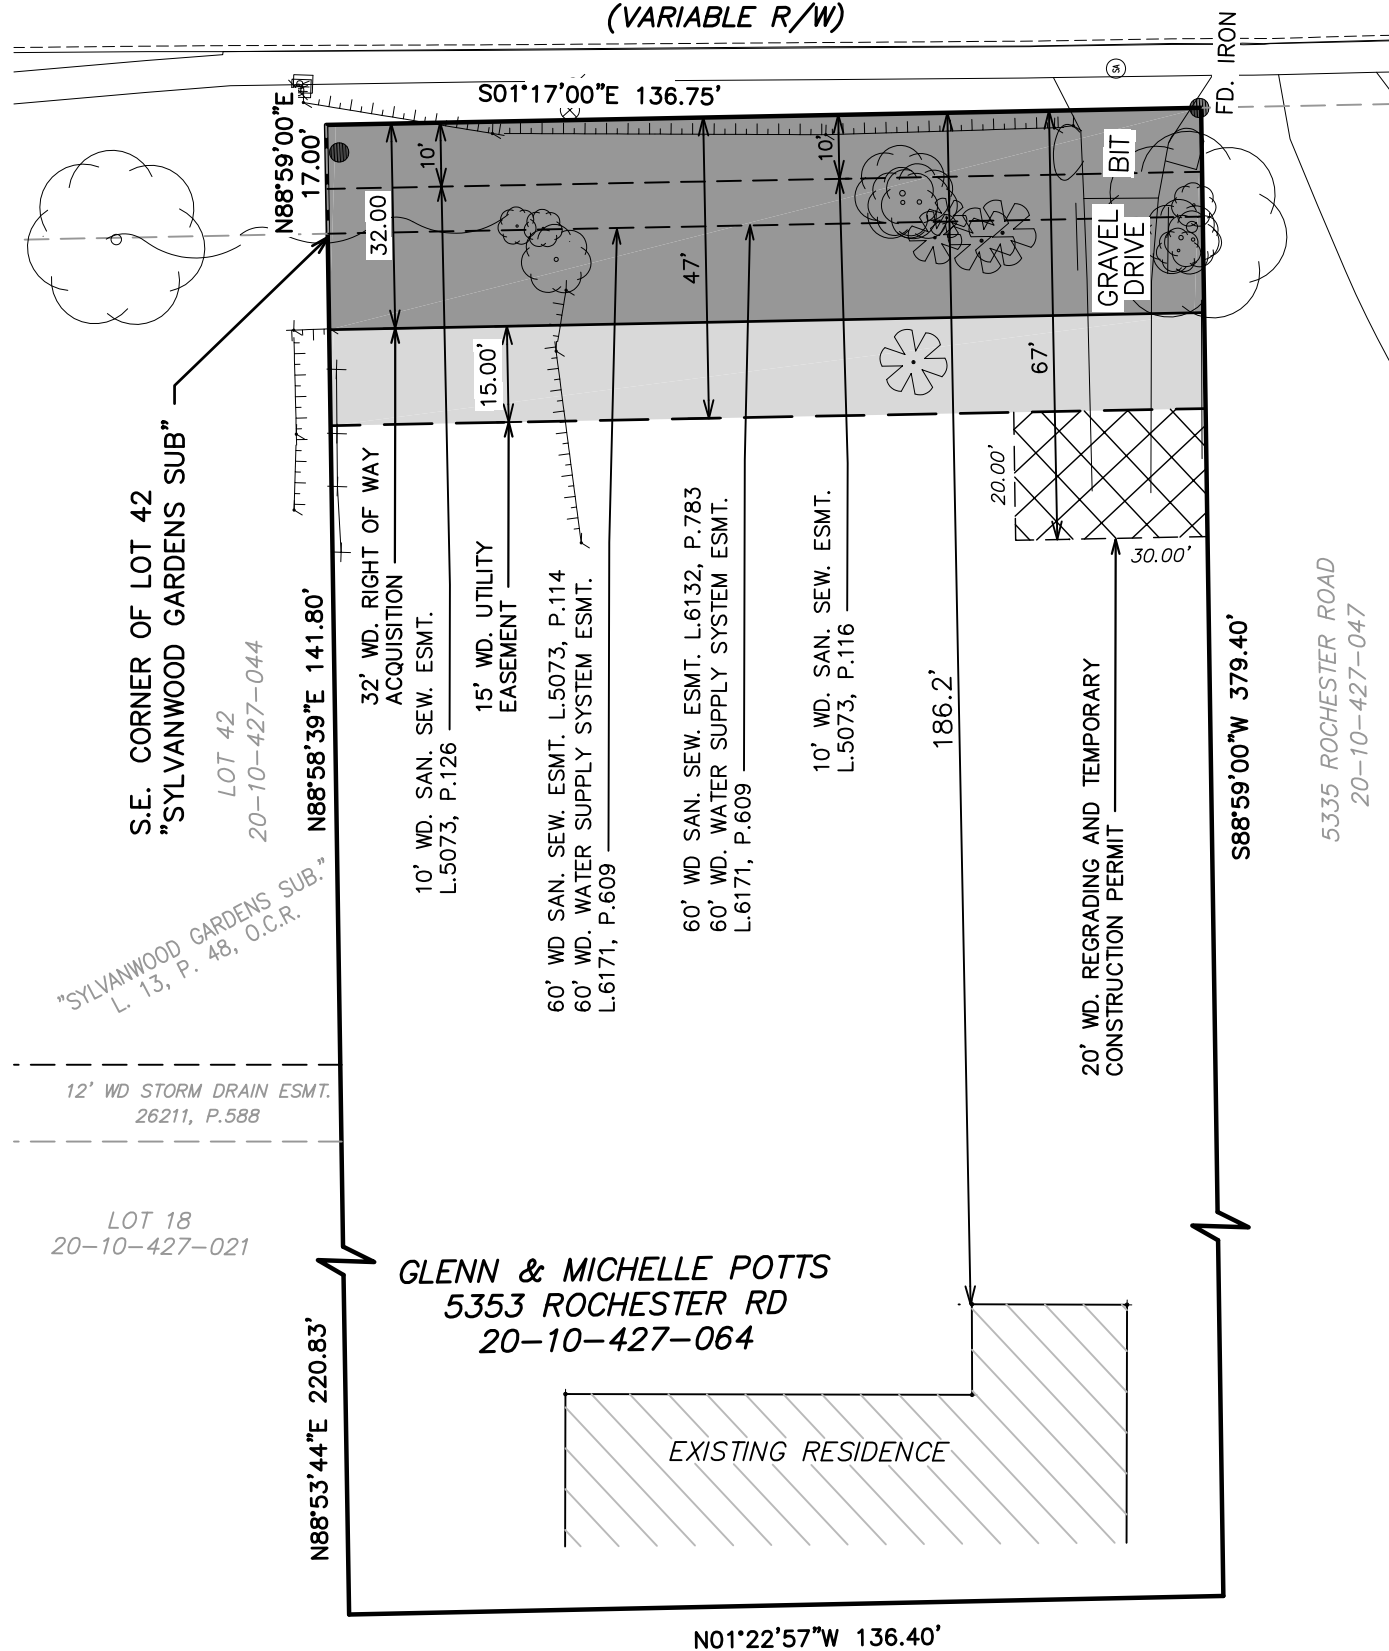 (VARIABLE R/W)
S01°17'00"E 136.75'
FD. IRON
SA
N88°59'00"E
17.00'
10'
10'
BIT
32.00
47'
GRAVEL
DRIVE
15.00'
67'
20.00'
30.00'
S.E. CORNER OF LOT 42
"SYLVANWOOD GARDENS SUB"
LOT 42
20-10-427-044
N88°58'39"E 141.80'
32' WD. RIGHT OF WAY
ACQUISITION
10' WD. SAN. SEW. ESMT.
L.5073, P.126
15' WD. UTILITY
EASEMENT
60' WD SAN. SEW. ESMT. L.5073, P.114
60' WD. WATER SUPPLY SYSTEM ESMT.
L.6171, P.609
60' WD SAN. SEW. ESMT. L.6132, P.783
60' WD. WATER SUPPLY SYSTEM ESMT.
L.6171, P.609
10' WD. SAN. SEW. ESMT.
L.5073, P.116
186.2'
20' WD. REGRADING AND TEMPORARY
CONSTRUCTION PERMIT
S88°59'00"W 379.40'
5335 ROCHESTER ROAD
20-10-427-047
"SYLVANWOOD GARDENS SUB."
L. 13, P. 48, O.C.R.
12' WD STORM DRAIN ESMT.
26211, P.588
LOT 18
20-10-427-021
GLENN & MICHELLE POTTS
5353 ROCHESTER RD
20-10-427-064
N88°53'44"E 220.83'
EXISTING RESIDENCE
N01°22'57"W 136.40'